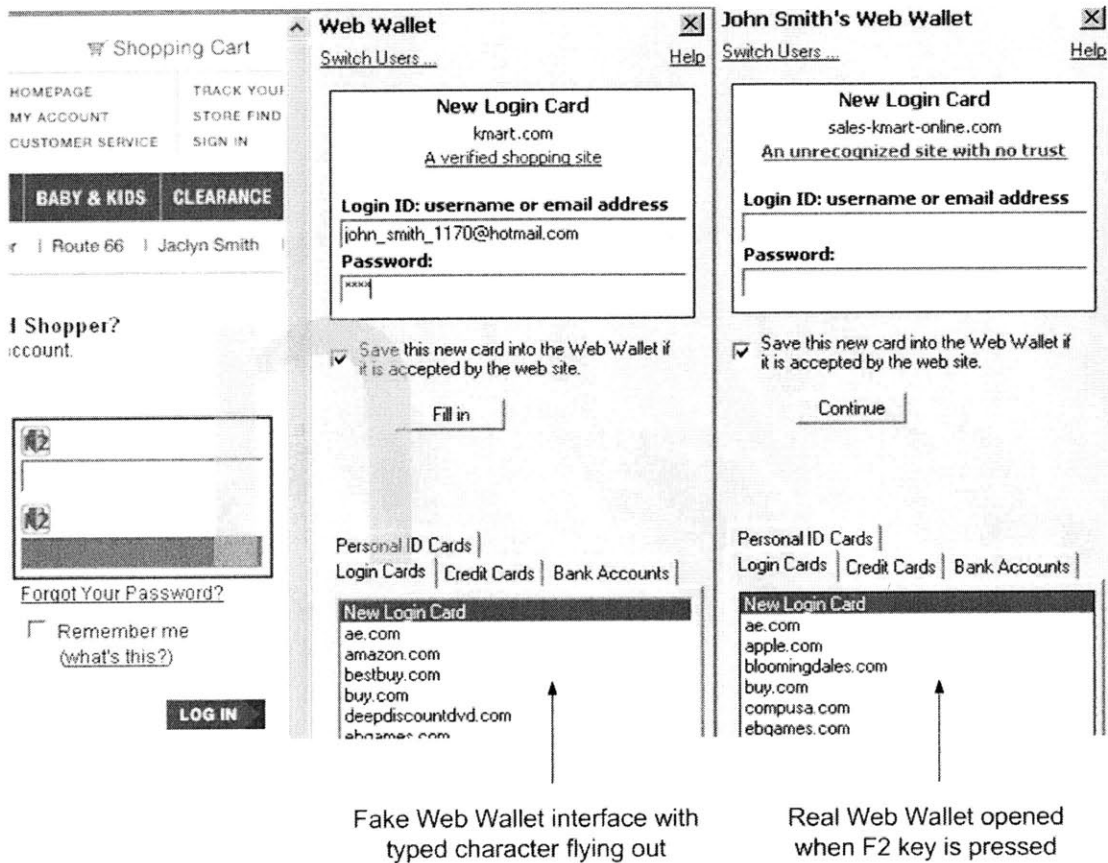 Shopping Cart
HOMEPAGE
MY ACCOUNT
CUSTOMER SERVICE
TRACK YOUR
STORE FIND
SIGN IN
BABY & KIDS
CLEARANCE
Route 66 | Jaclyn Smith
Shopper?
account.
F2
F2
Forgot Your Password?
Remember me
(what's this?)
LOG IN
Web Wallet
Switch Users ...
Help
New Login Card
kmart.com
A verified shopping site
Login ID: username or email address
john_smith_1170@hotmail.com
Password:
****
Save this new card into the Web Wallet if
it is accepted by the web site.
Fill in
Personal ID Cards
Login Cards
Credit Cards
Bank Accounts
New Login Card
ae.com
amazon.com
bestbuy.com
buy.com
deepdiscountdvd.com
ebgames.com
Fake Web Wallet interface with
typed character flying out
John Smith's Web Wallet
Switch Users ...
Help
New Login Card
sales-kmart-online.com
An unrecognized site with no trust
Login ID: username or email address
Password:
Save this new card into the Web Wallet if
it is accepted by the web site.
Continue
Personal ID Cards
Login Cards
Credit Cards
Bank Accounts
New Login Card
ae.com
apple.com
bloomingdales.com
buy.com
compusa.com
ebgames.com
Real Web Wallet opened
when F2 key is pressed